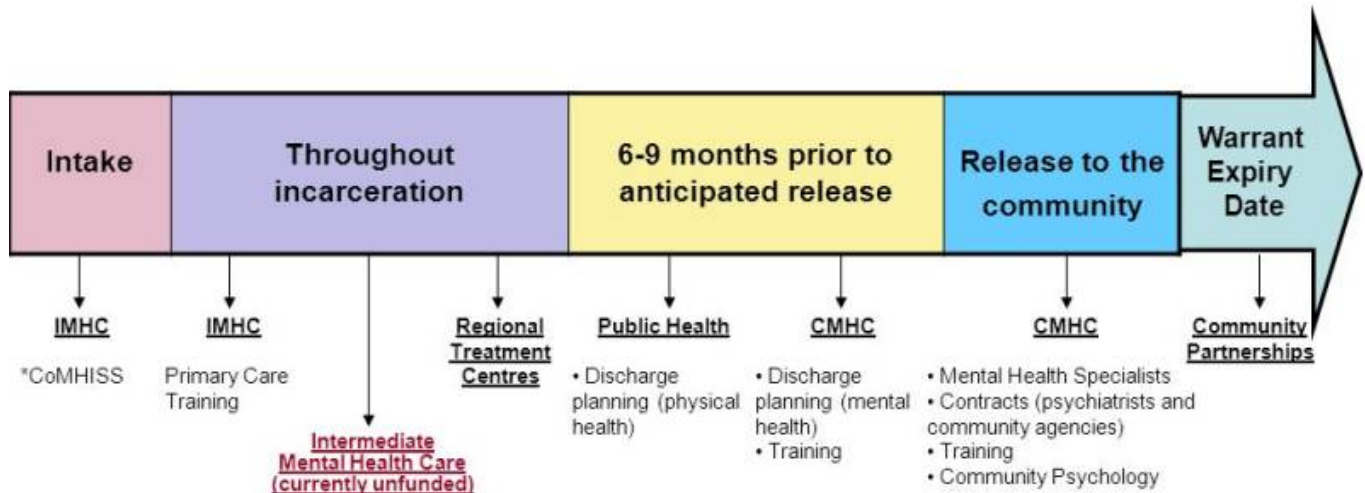 Intake
Throughout
incarceration
6-9 months prior to
anticipated release
Release to the
community
Warrant
Expiry
Date
IMHC
*CoMHISS
IMHC
Primary Care
Training
Intermediate
Mental Health Care
(currently unfunded)
Regional
Treatment
Centres
Public Health
• Discharge
planning (physical
health)
CMHC
• Discharge
planning (mental
health)
• Training
CMHC
• Mental Health Specialists
• Contracts (psychiatrists and
community agencies)
• Training
• Community Psychology
Community
Partnerships